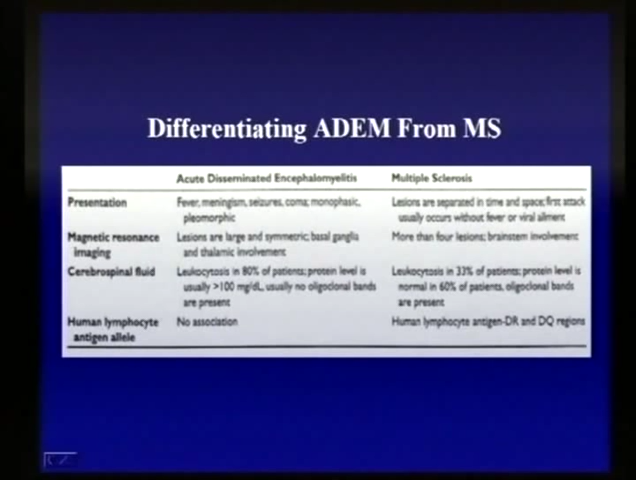 Differentiating ADEM From MS
Acute Disseminated Encephalomyelitis Multiple Sclerosis
Presentation Fever, meningism, seizures, coma; monophasic, Lesions are separated in time and space; first attack
pleomorphic usually occurs without fever or viral ailment
Magnetic resonance Lesions are large and symmetric; basal ganglia More than four lesions; brainstem involvement
imaging and thalamic involvement
Cerebrospinal fluid Leukocytosis in 80% of patients; protein level is Leukocytosis in 33% of patients; protein level is
usually >100 mg/dL, usually no oligoclonal bands normal in 60% of patients, oligoclonal bands
are present are present
Human lymphocyte No association Human lymphocyte antigen-DR and DQ regions
antigen allele